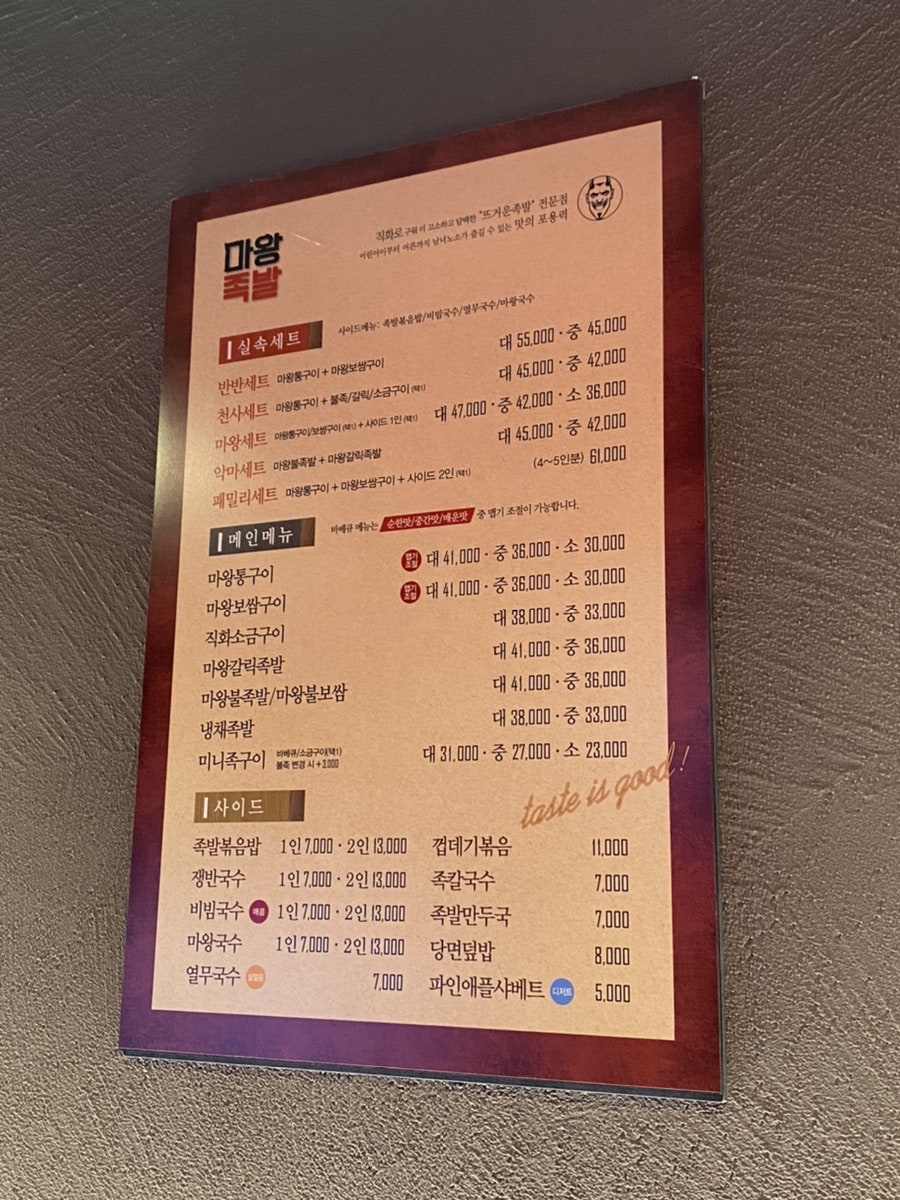 마왕
족발
직화로 구워 더 고소하고 담백한 "뜨거운족발" 전문점
어린아이부터 어른까지 남녀노소가 즐길 수 있는 맛의 포용력
실속세트 사이드메뉴: 족발볶음밥/비빔국수/열무국수/마왕국수
반반세트 마왕통구이 + 마왕보쌈구이 대 55,000 · 중 45,000
천사세트 마왕통구이 + 불족/갈릭/소금구이 (택1) 대 45,000 · 중 42,000
마왕세트 마왕통구이/보쌈구이 (택1) + 사이드 1인 (택1) 대 47,000 · 중 42,000 · 소 36,000
악마세트 마왕불족발 + 마왕갈릭족발 대 45,000 · 중 42,000
패밀리세트 마왕통구이 + 마왕보쌈구이 + 사이드 2인 (택1) (4~5인분) 61,000
메인메뉴 바베큐 메뉴는 순한맛/중간맛/매운맛 중 맵기 조절이 가능합니다.
마왕통구이 맵기조절 대 41,000 · 중 36,000 · 소 30,000
마왕보쌈구이 맵기조절 대 41,000 · 중 36,000 · 소 30,000
직화소금구이 대 38,000 · 중 33,000
마왕갈릭족발 대 41,000 · 중 36,000
마왕불족발/마왕불보쌈 대 41,000 · 중 36,000
냉채족발 대 38,000 · 중 33,000
미니족구이 바베큐/소금구이(택1) 불족 변경 시 +3,000 대 31,000 · 중 27,000 · 소 23,000
taste is good!
사이드
족발볶음밥 1인 7,000 · 2인 13,000
쟁반국수 1인 7,000 · 2인 13,000
비빔국수 매콤 1인 7,000 · 2인 13,000
마왕국수 1인 7,000 · 2인 13,000
열무국수 7,000
껍데기볶음 11,000
족칼국수 7,000
족발만두국 7,000
당면덮밥 8,000
파인애플샤베트 디저트 5,000